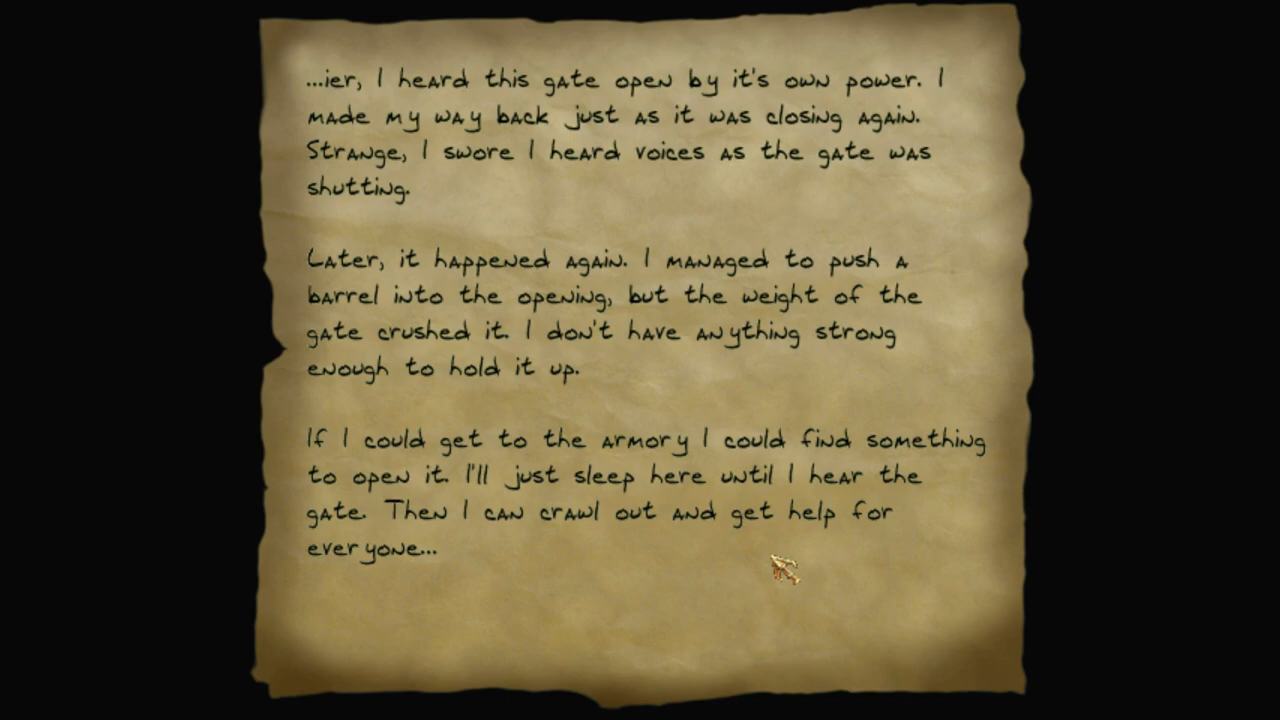 ...ier, I heard this gate open by it's own power. I
made my way back just as it was closing again.
Strange, I swore I heard voices as the gate was
shutting.
Later, it happened again. I managed to push a
barrel into the opening, but the weight of the
gate crushed it. I don't have anything strong
enough to hold it up.
If I could get to the armory I could find something
to open it. I'll just sleep here until I hear the
gate. Then I can crawl out and get help for
everyone...